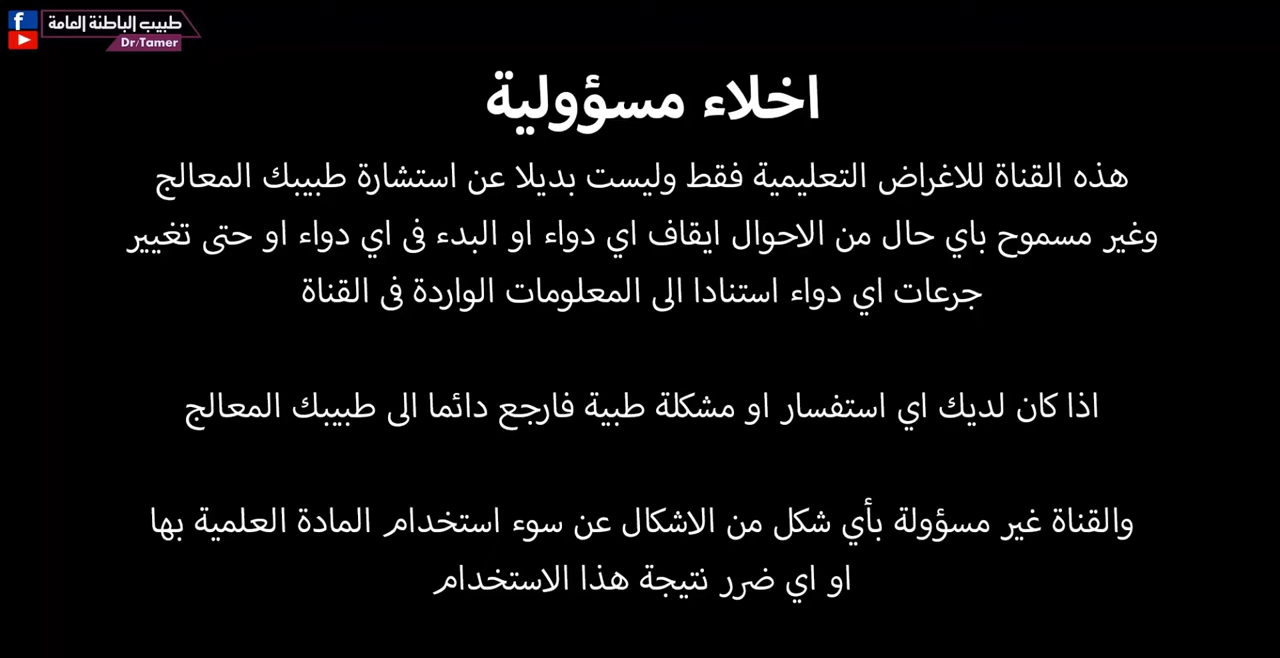 طبيب الباطنة العامة
Dr/Tamer
اخلاء مسؤولية
هذه القناة للاغراض التعليمية فقط وليست بديلا عن استشارة طبيبك المعالج
وغير مسموح باي حال من الاحوال ايقاف اي دواء او البدء فى اي دواء او حتى تغيير
جرعات اي دواء استنادا الى المعلومات الواردة فى القناة
اذا كان لديك اي استفسار او مشكلة طبية فارجع دائما الى طبيبك المعالج
والقناة غير مسؤولة بأي شكل من الاشكال عن سوء استخدام المادة العلمية بها
او اي ضرر نتيجة هذا الاستخدام